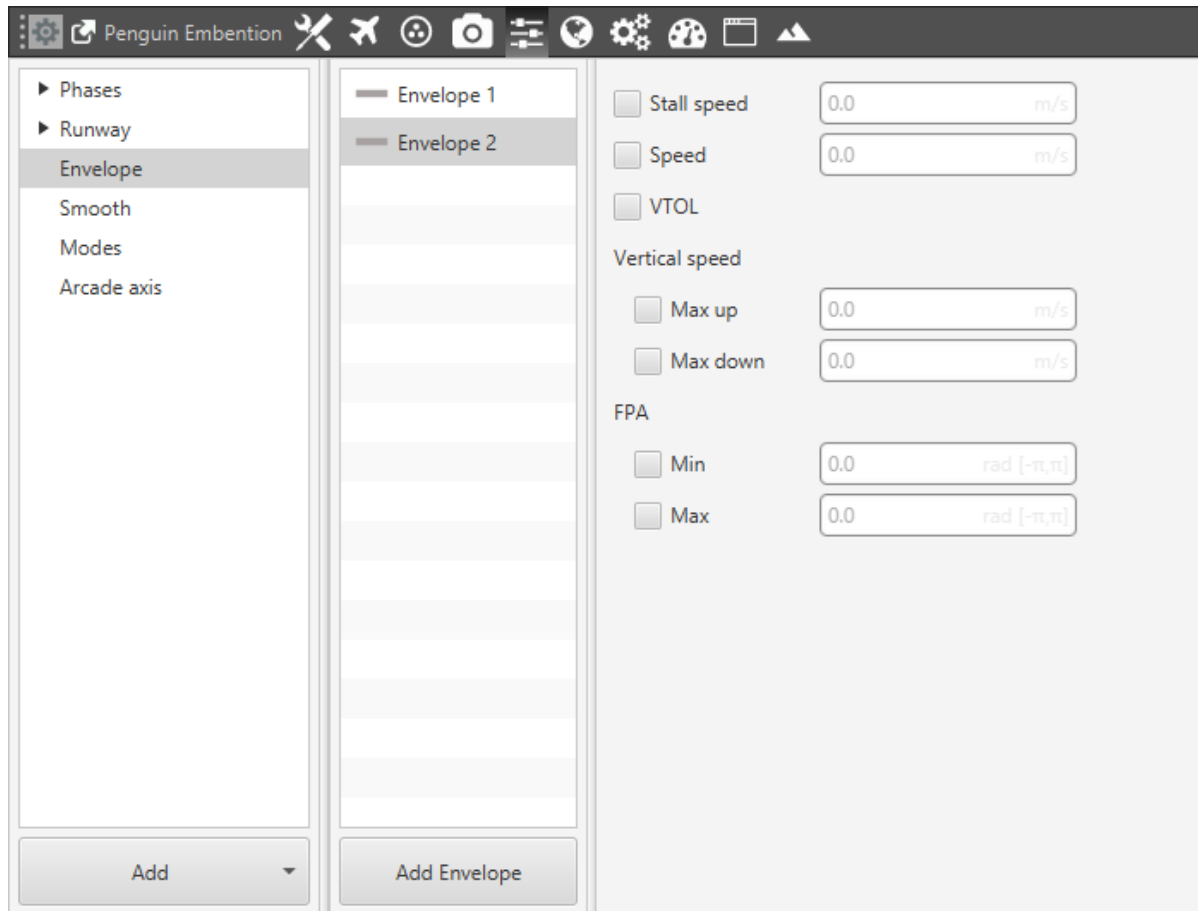 Penguin Embention
Phases
Runway
Envelope
Smooth
Modes
Arcade axis
Add
Envelope 1
Envelope 2
Add Envelope
Stall speed 0.0 m/s
Speed 0.0 m/s
VTOL
Vertical speed
Max up 0.0 m/s
Max down 0.0 m/s
FPA
Min 0.0 rad [-π,π]
Max 0.0 rad [-π,π]